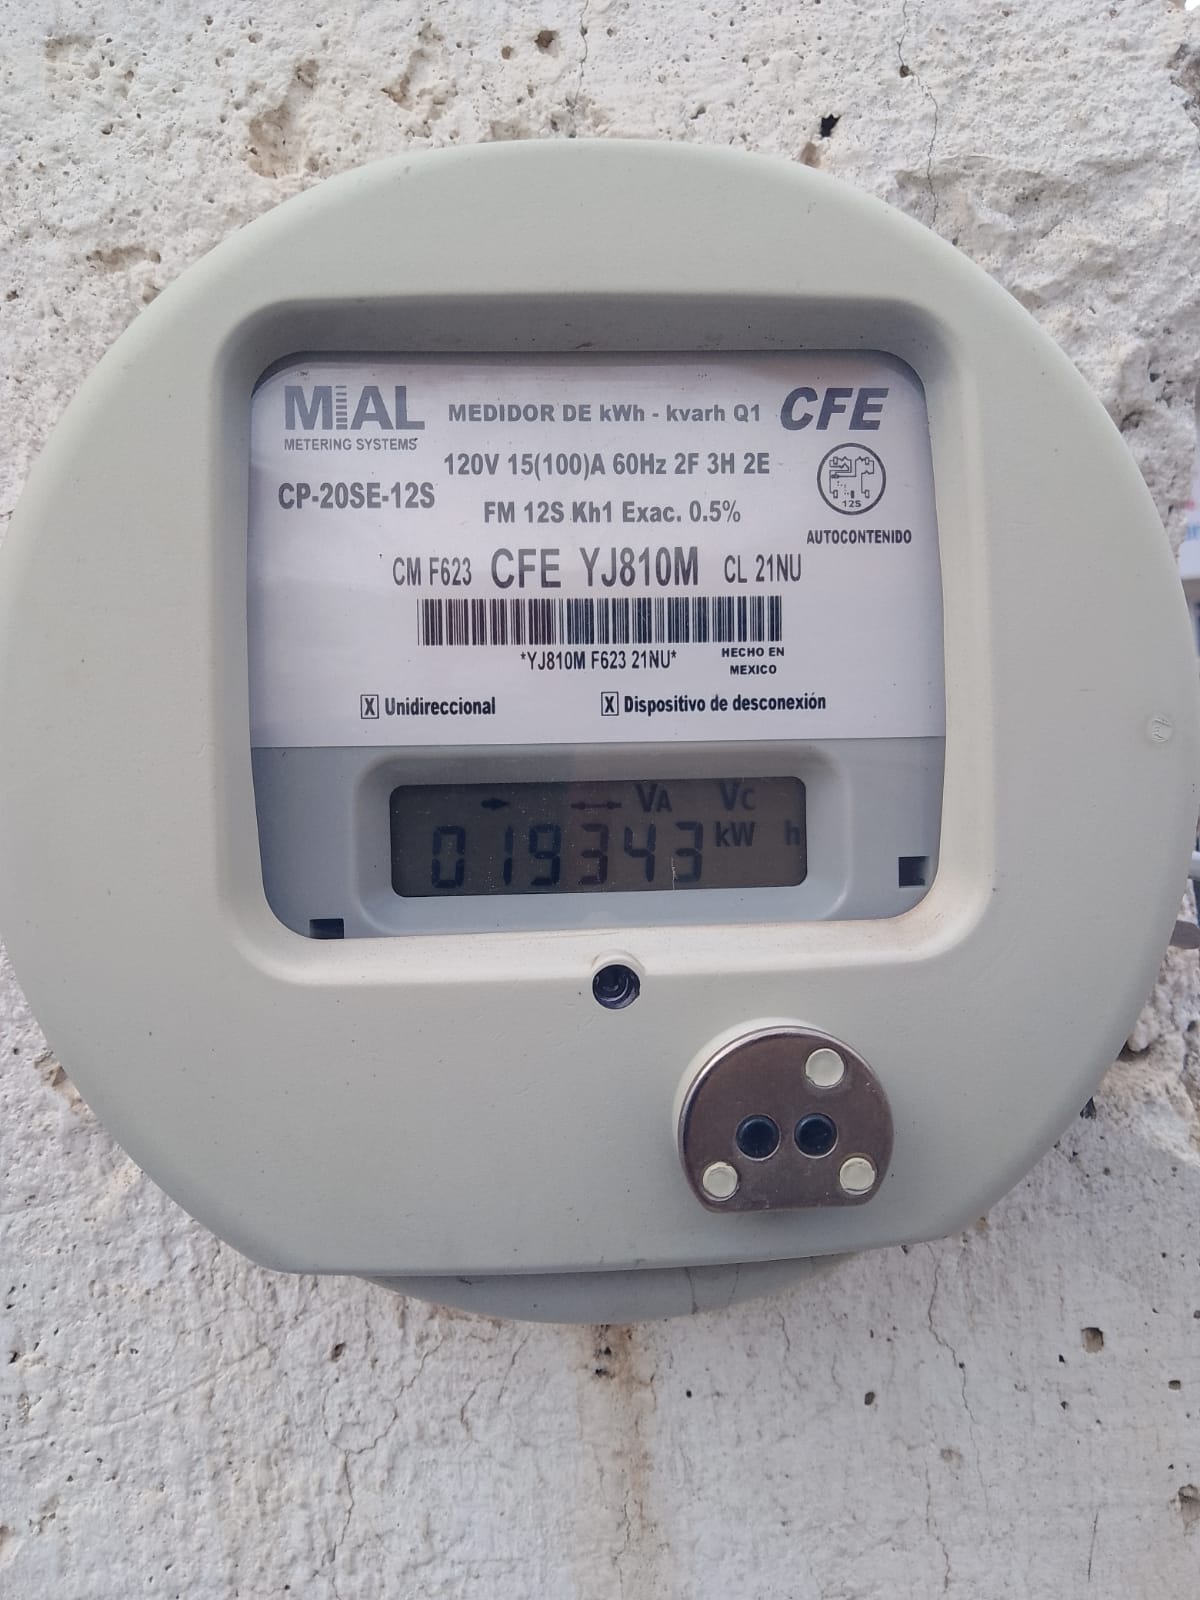 MIAL MEDIDOR DE kWh - kvarh Q1 CFE
METERING SYSTEMS
120V 15(100)A 60Hz 2F 3H 2E
CP-20SE-12S
FM 12S Kh1 Exac. 0.5%
12S
AUTOCONTENIDO
CM F623 CFE YJ810M CL 21NU
*YJ810M F623 21NU*
HECHO EN
MEXICO
X Unidireccional X Dispositivo de desconexión
VA VC
019343 kW h